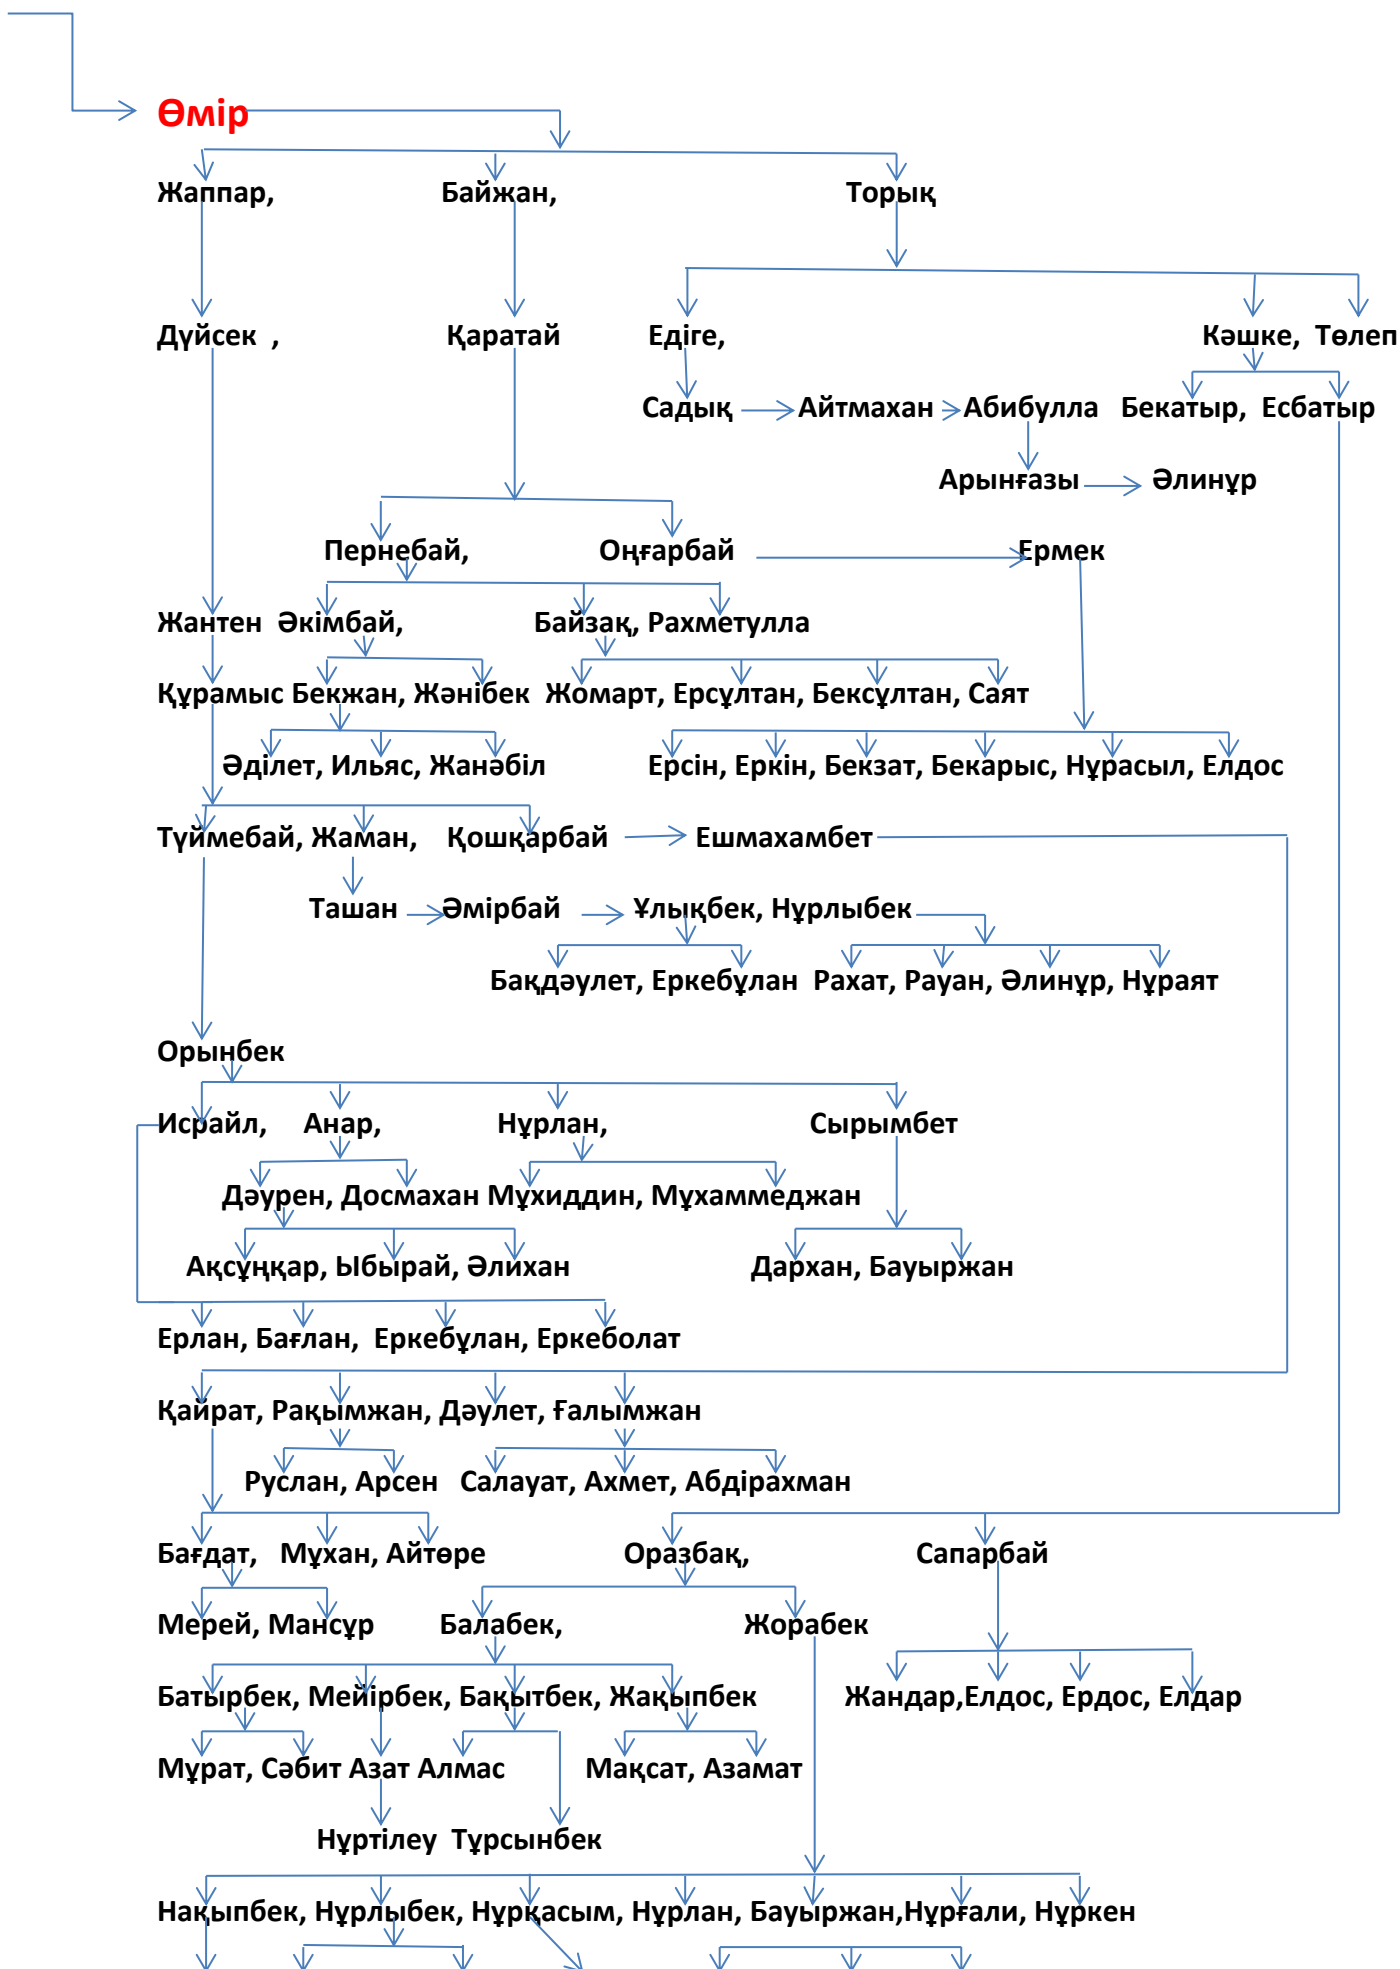 Өмір
Жаппар, Байжан, Торық
Дүйсек , Қаратай Едіге, Кәшке, Төлеп
Садық Айтмахан Абибулла Бекатыр, Есбатыр
Арынғазы Әлинұр
Пернебай, Оңғарбай Ермек
Жантен Әкімбай, Байзақ, Рахметулла
Құрамыс Бекжан, Жәнібек Жомарт, Ерсұлтан, Бексұлтан, Саят
Әділет, Ильяс, Жанәбіл Ерсін, Еркін, Бекзат, Бекарыс, Нұрасыл, Елдос
Түймебай, Жаман, Қошқарбай Ешмахамбет
Ташан Әмірбай Ұлықбек, Нұрлыбек
Бақдәулет, Еркебұлан Рахат, Рауан, Әлинұр, Нұраят
Орынбек
Исрайл, Анар, Нұрлан, Сырымбет
Дәурен, Досмахан Мұхиддин, Мұхаммеджан
Ақсұңқар, Ыбырай, Әлихан Дархан, Бауыржан
Ерлан, Бағлан, Еркебұлан, Еркеболат
Қайрат, Рақымжан, Дәулет, Ғалымжан
Руслан, Арсен Салауат, Ахмет, Абдірахман
Бағдат, Мұхан, Айтөре Оразбақ, Сапарбай
Мерей, Мансұр Балабек, Жорабек
Батырбек, Мейірбек, Бақытбек, Жақыпбек Жандар,Елдос, Ердос, Елдар
Мұрат, Сәбит Азат Алмас Мақсат, Азамат
Нұртілеу Тұрсынбек
Нақыпбек, Нұрлыбек, Нұрқасым, Нұрлан, Бауыржан,Нұрғали, Нұркен